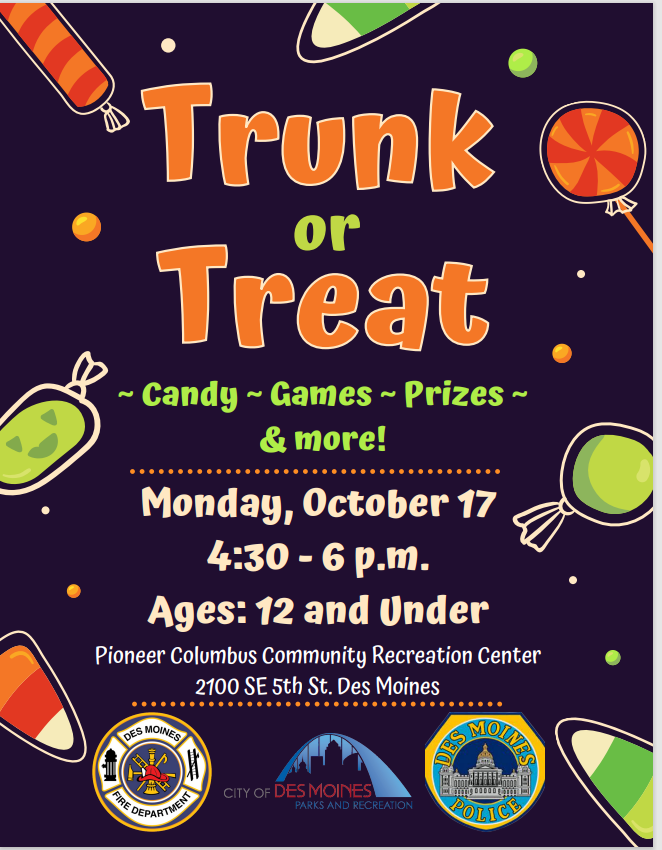 Trunk
or
Treat
~ Candy ~ Games ~ Prizes ~
& more!
Monday, October 17
4:30 - 6 p.m.
Ages: 12 and Under
Pioneer Columbus Community Recreation Center
2100 SE 5th St. Des Moines
DES MOINES
FIRE DEPARTMENT
CITY OF DES MOINES
PARKS AND RECREATION
DES MOINES
POLICE